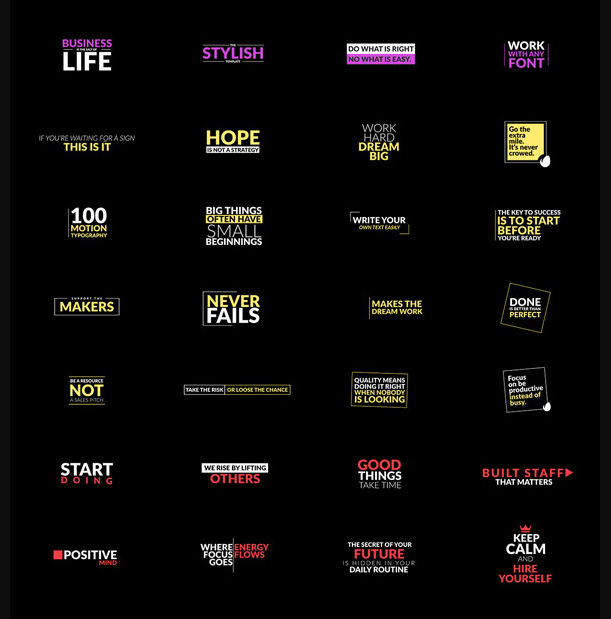 BUSINESS
IS THE SALT OF
LIFE
THE
STYLISH
TEMPLATE
DO WHAT IS RIGHT
NO WHAT IS EASY.
WORK
WITH ANY
FONT
IF YOU'RE WAITING FOR A SIGN
THIS IS IT
HOPE
IS NOT A STRATEGY
WORK
HARD
DREAM
BIG
Go the
extra
mile.
It's never
crowed.
100
MOTION
TYPOGRAPHY
BIG THINGS
OFTEN HAVE
SMALL
BEGINNINGS
WRITE YOUR
OWN TEXT EASILY
THE KEY TO SUCCESS
IS TO START
BEFORE
YOU'RE READY
SUPPORT THE
MAKERS
NEVER
FAILS
MAKES THE
DREAM WORK
DONE
IS BETTER THAN
PERFECT
BE A RESOURCE
NOT
A SALES PITCH
TAKE THE RISK OR LOOSE THE CHANCE
QUALITY MEANS
DOING IT RIGHT
WHEN NOBODY
IS LOOKING
Focus
on be
productive
instead of
busy.
START
DOING
WE RISE BY LIFTING
OTHERS
GOOD
THINGS
TAKE TIME
BUILT STAFF
THAT MATTERS
POSITIVE
MIND
WHERE ENERGY
FOCUS FLOWS
GOES
THE SECRET OF YOUR
FUTURE
IS HIDDEN IN YOUR
DAILY ROUTINE
KEEP
CALM
AND
HIRE
YOURSELF